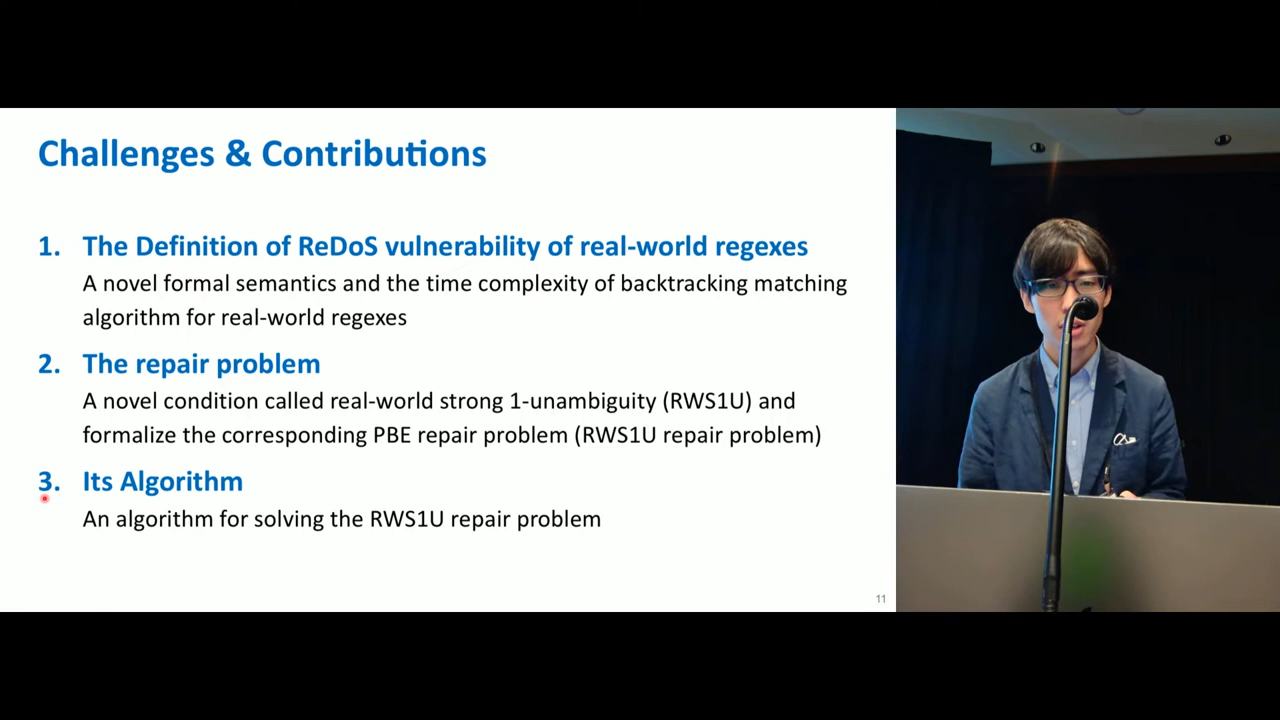 Challenges & Contributions
1. The Definition of ReDoS vulnerability of real-world regexes
A novel formal semantics and the time complexity of backtracking matching
algorithm for real-world regexes
2. The repair problem
A novel condition called real-world strong 1-unambiguity (RWS1U) and
formalize the corresponding PBE repair problem (RWS1U repair problem)
3. Its Algorithm
An algorithm for solving the RWS1U repair problem
11